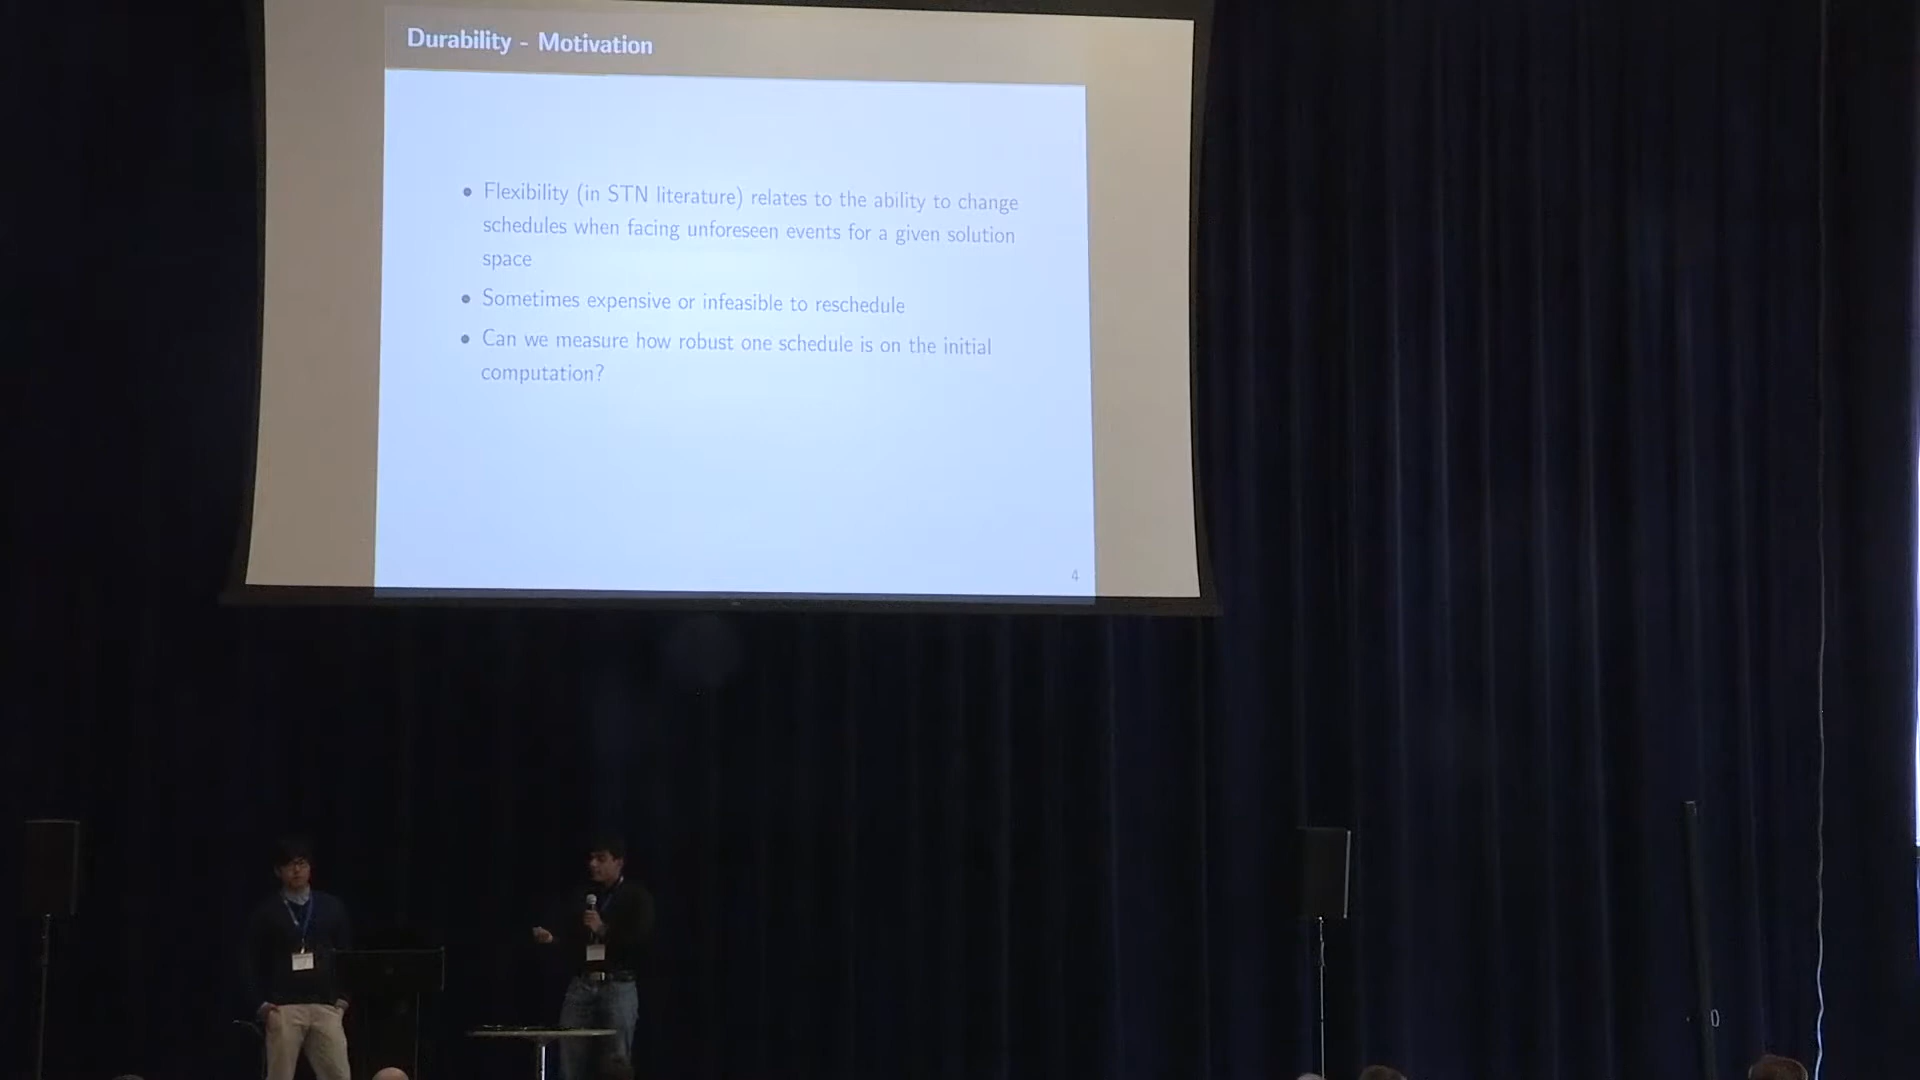 Durability - Motivation
• Flexibility (in STN literature) relates to the ability to change
schedules when facing unforeseen events for a given solution
space
• Sometimes expensive or infeasible to reschedule
• Can we measure how robust one schedule is on the initial
computation?
4